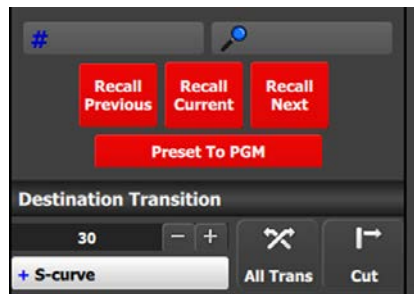 #
Recall Previous
Recall Current
Recall Next
Preset To PGM
Destination Transition
30 − +
+ S-curve
All Trans
Cut